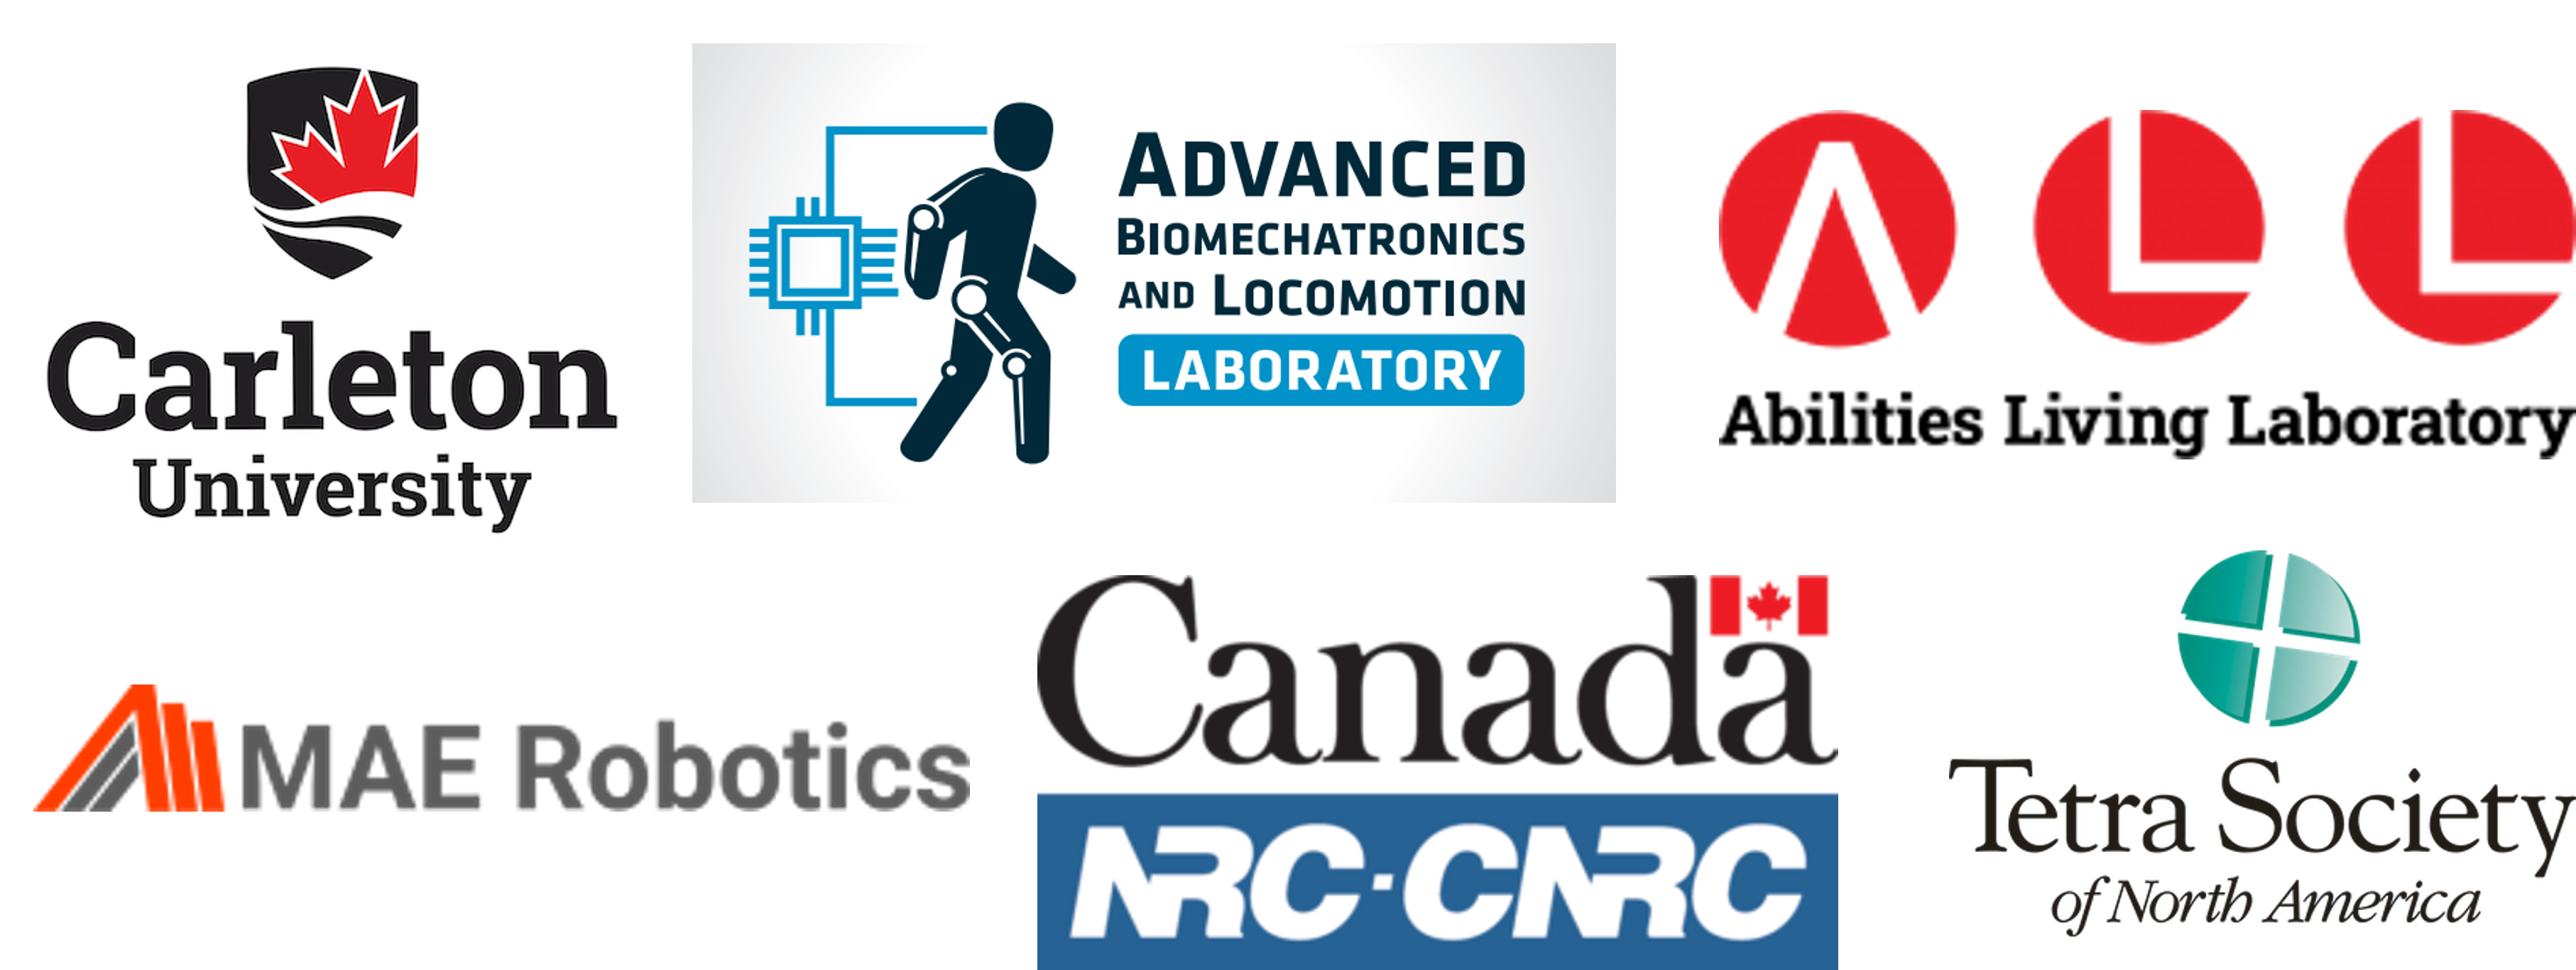 Carleton
University
ADVANCED
BIOMECHATRONICS
AND LOCOMOTION
LABORATORY
ALL
Abilities Living Laboratory
MAE Robotics
Canada
NRC·CNRC
Tetra Society
of North America